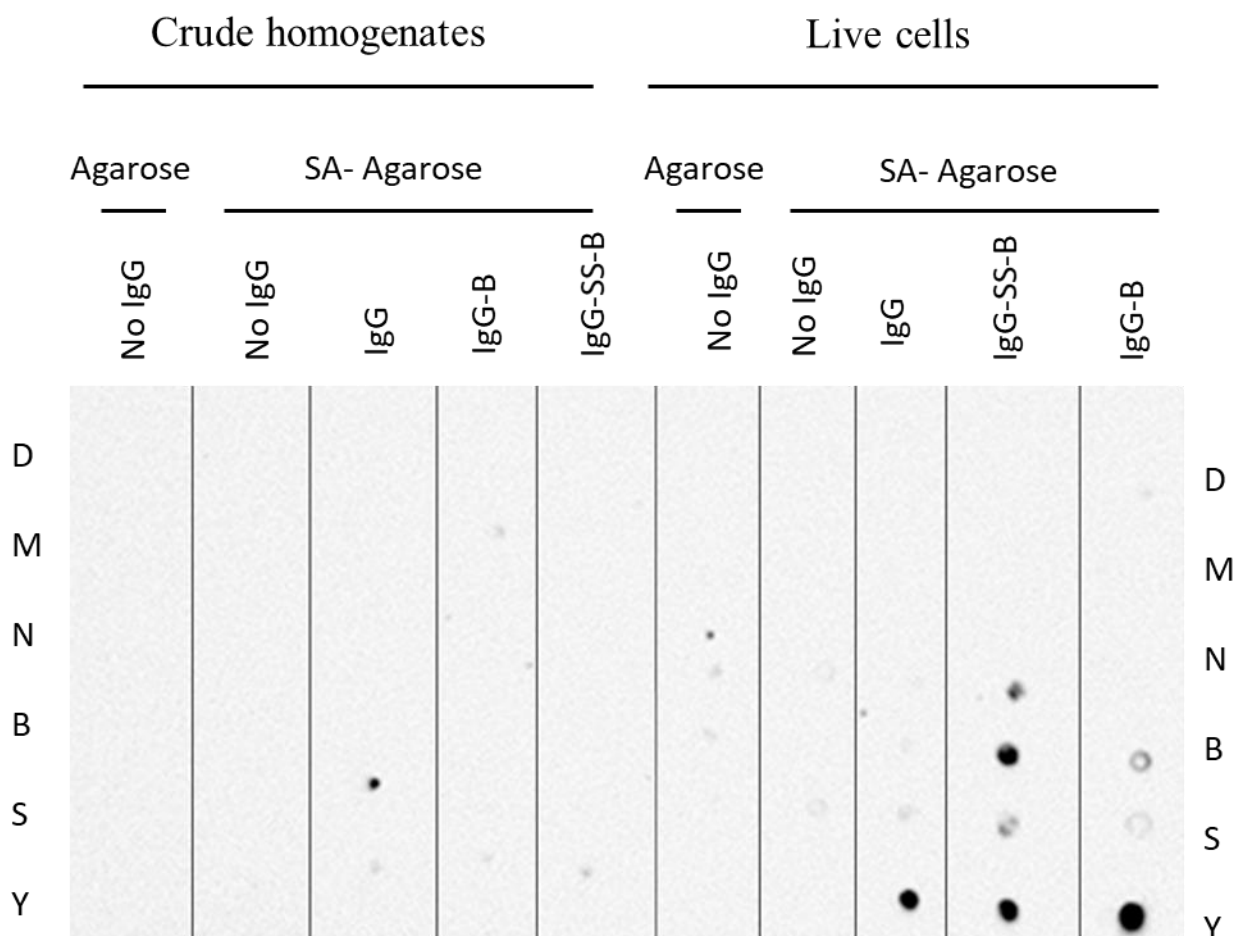 Crude homogenates Live cells
Agarose SA- Agarose Agarose SA- Agarose
No IgG No IgG IgG IgG-B IgG-SS-B No IgG No IgG IgG IgG-SS-B IgG-B
D D
M M
N N
B B
S S
Y Y